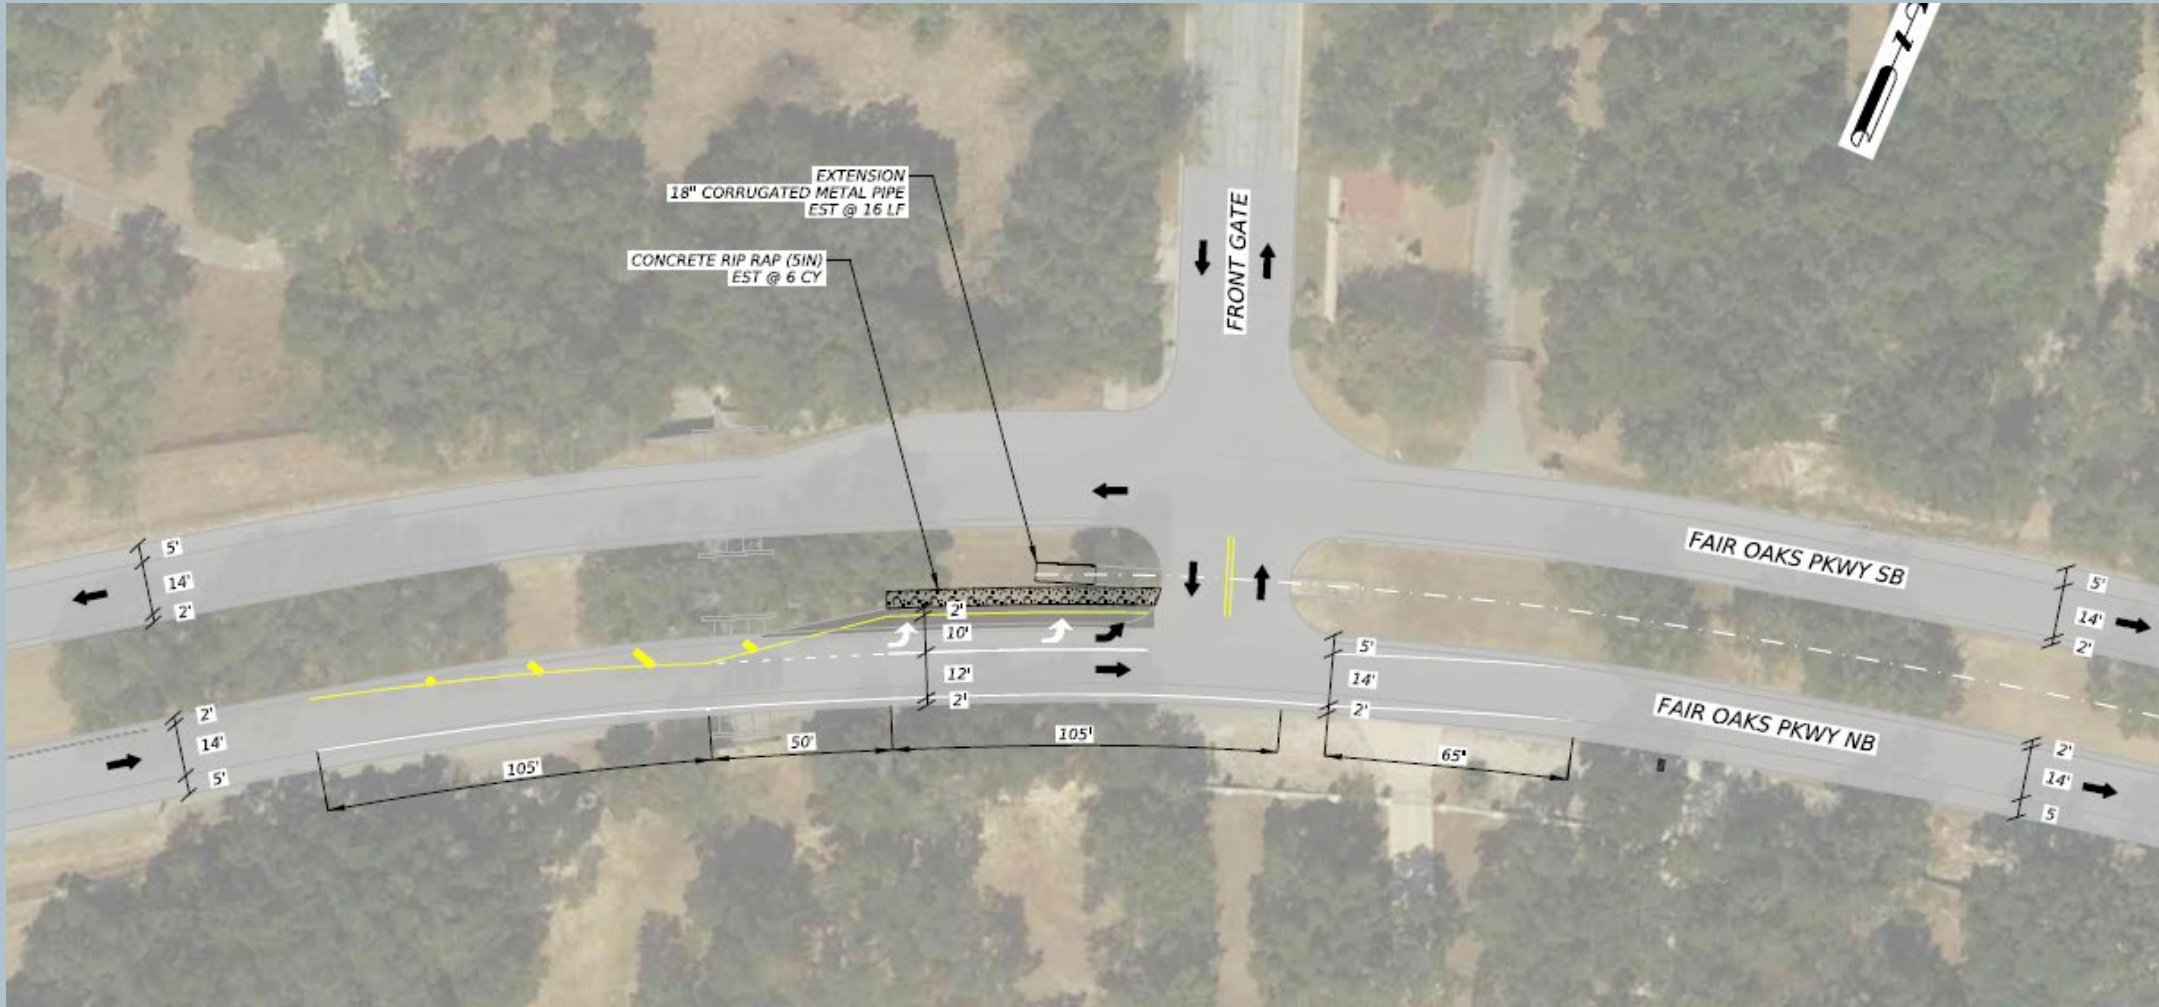 EXTENSION
18" CORRUGATED METAL PIPE
EST @ 16 LF
CONCRETE RIP RAP (5IN)
EST @ 6 CY
FRONT GATE
FAIR OAKS PKWY SB
5'
14'
2'
5'
14'
2'
2'
10'
12'
2'
5'
14'
2'
FAIR OAKS PKWY NB
2'
14'
5'
2'
14'
5
105'
50'
105'
65'